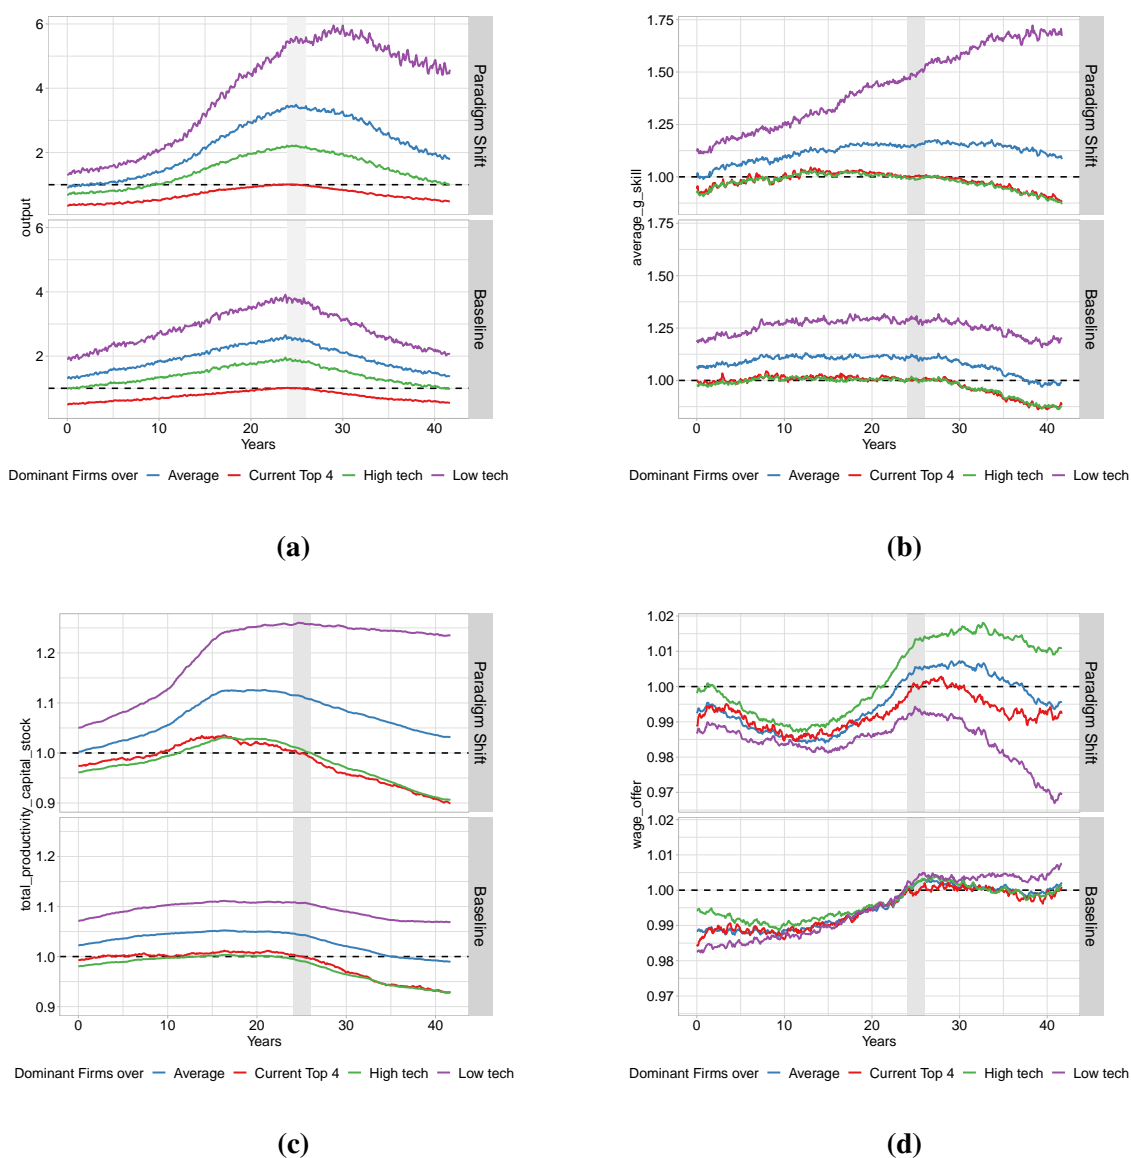 6
4
2
output
Paradigm Shift
6
4
2
Baseline
0 10 20 30 40
Years
Dominant Firms over Average Current Top 4 High tech Low tech
(a)
1.75
1.50
1.25
1.00
average_g_skill
Paradigm Shift
1.75
1.50
1.25
1.00
Baseline
0 10 20 30 40
Years
Dominant Firms over Average Current Top 4 High tech Low tech
(b)
1.2
1.1
1.0
0.9
total_productivity_capital_stock
Paradigm Shift
1.2
1.1
1.0
0.9
Baseline
0 10 20 30 40
Years
Dominant Firms over Average Current Top 4 High tech Low tech
(c)
1.02
1.01
1.00
0.99
0.98
0.97
wage_offer
Paradigm Shift
1.02
1.01
1.00
0.99
0.98
0.97
Baseline
0 10 20 30 40
Years
Dominant Firms over Average Current Top 4 High tech Low tech
(d)